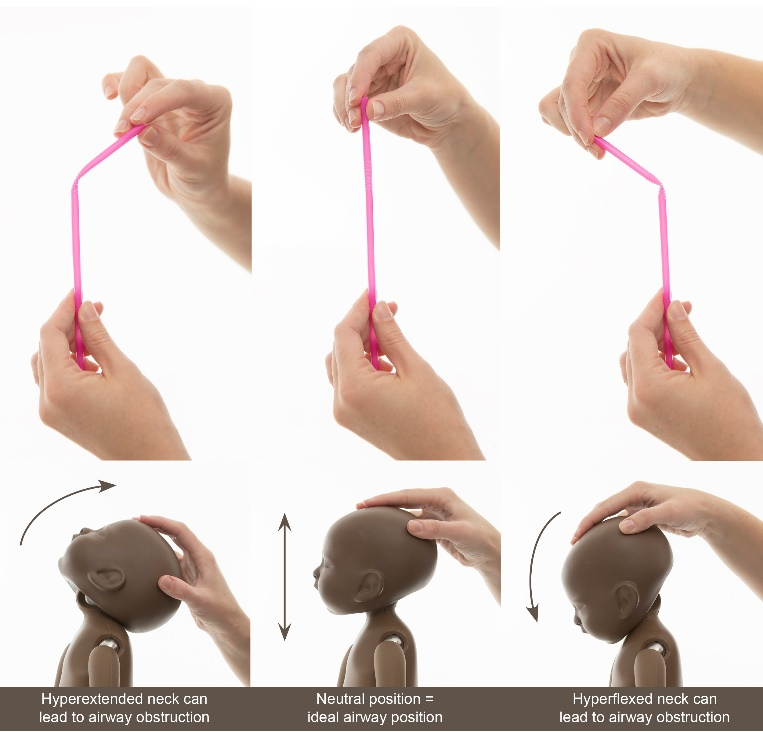 Hyperextended neck can
lead to airway obstruction
Neutral position =
ideal airway position
Hyperflexed neck can
lead to airway obstruction